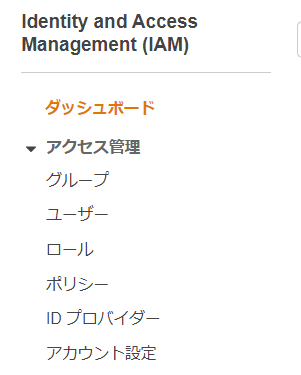 Identity and Access
Management (IAM)
ダッシュボード
アクセス管理
グループ
ユーザー
ロール
ポリシー
ID プロバイダー
アカウント設定